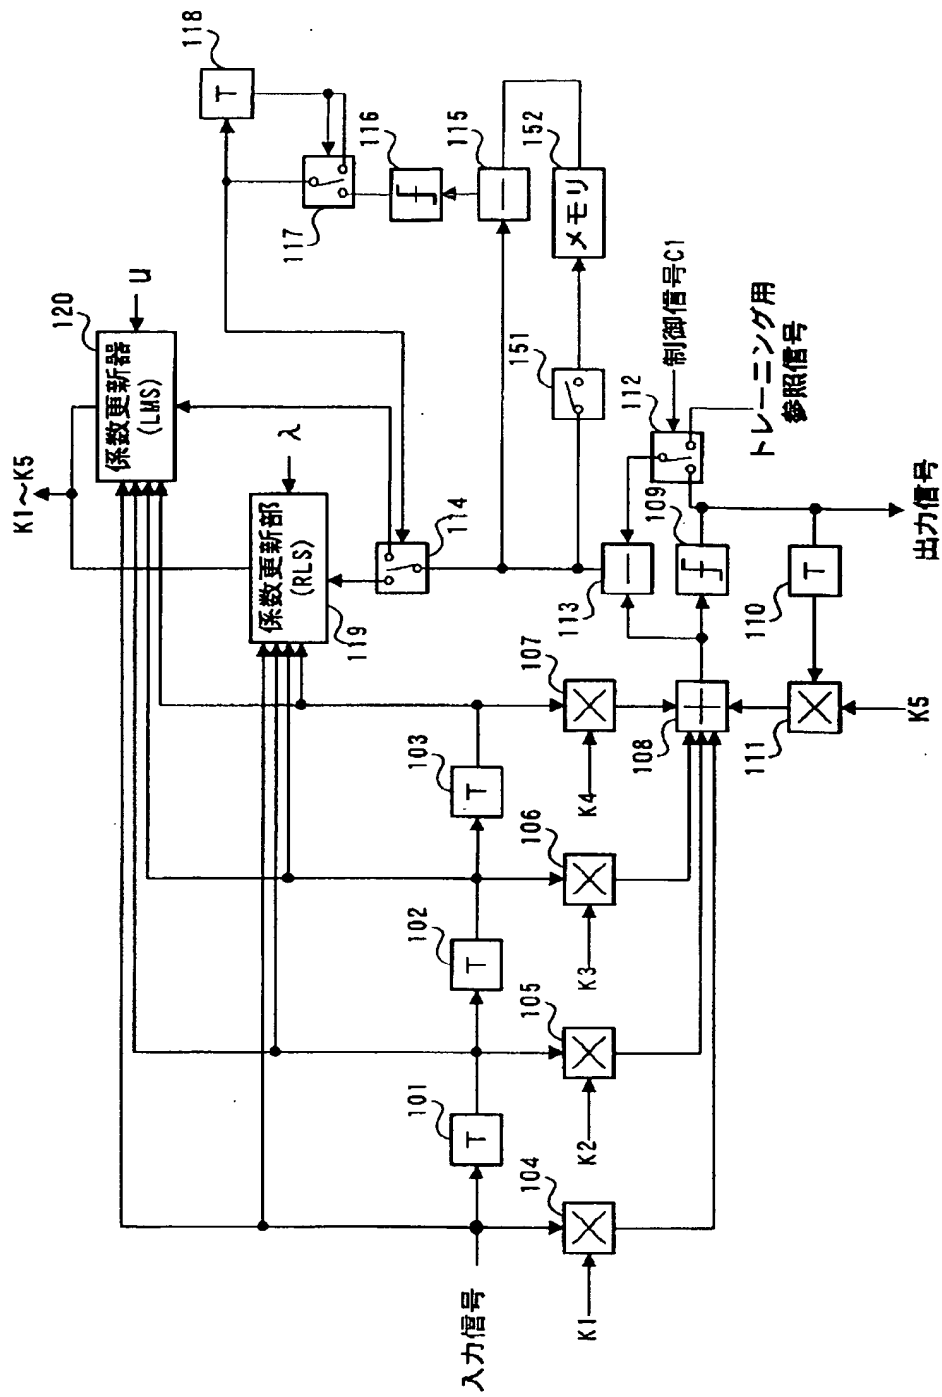 K1～K5
120
係数更新器
(LMS)
u
118
T
117
116
115
152
メモリ
係数更新部
(RLS)
119
λ
114
151
制御信号C1
112
トレーニング用
参照信号
113
109
出力信号
110
T
111
K5
108
107
K4
103
T
106
K3
102
T
105
K2
101
T
104
K1
入力信号